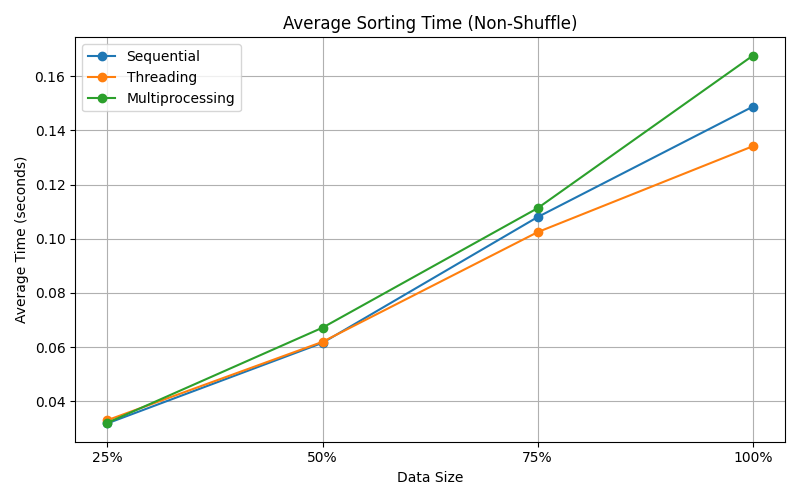 Average Sorting Time (Non-Shuffle)
Sequential
Threading
Multiprocessing
0.16
0.14
0.12
0.10
0.08
0.06
0.04
Average Time (seconds)
25%
50%
75%
100%
Data Size